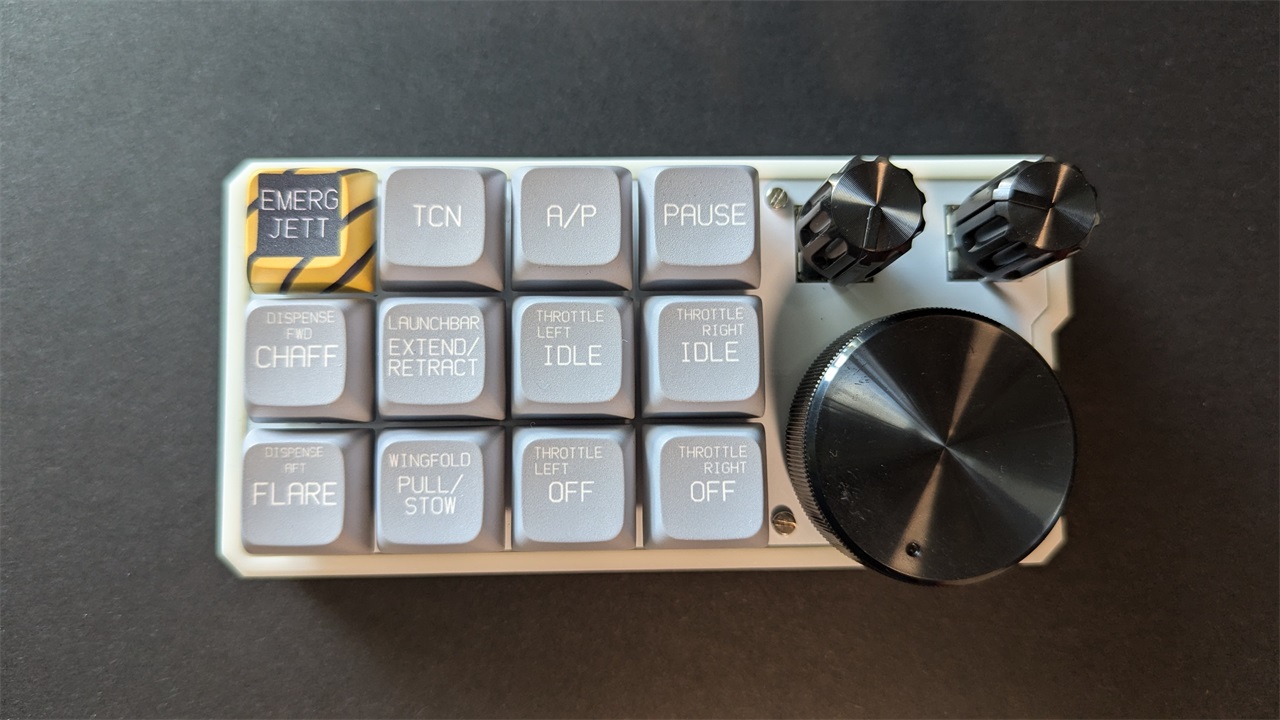 EMERG
JETT
TCN
A/P
PAUSE
DISPENSE
FWD
CHAFF
LAUNCHBAR
EXTEND/
RETRACT
THROTTLE
LEFT
IDLE
THROTTLE
RIGHT
IDLE
DISPENSE
AFT
FLARE
WINGFOLD
PULL/
STOW
THROTTLE
LEFT
OFF
THROTTLE
RIGHT
OFF